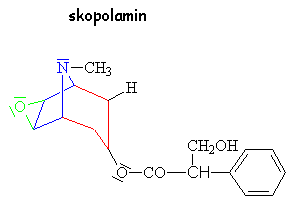 skopolamin
N—CH₃
H
O
CH₂OH
O—CO—CH